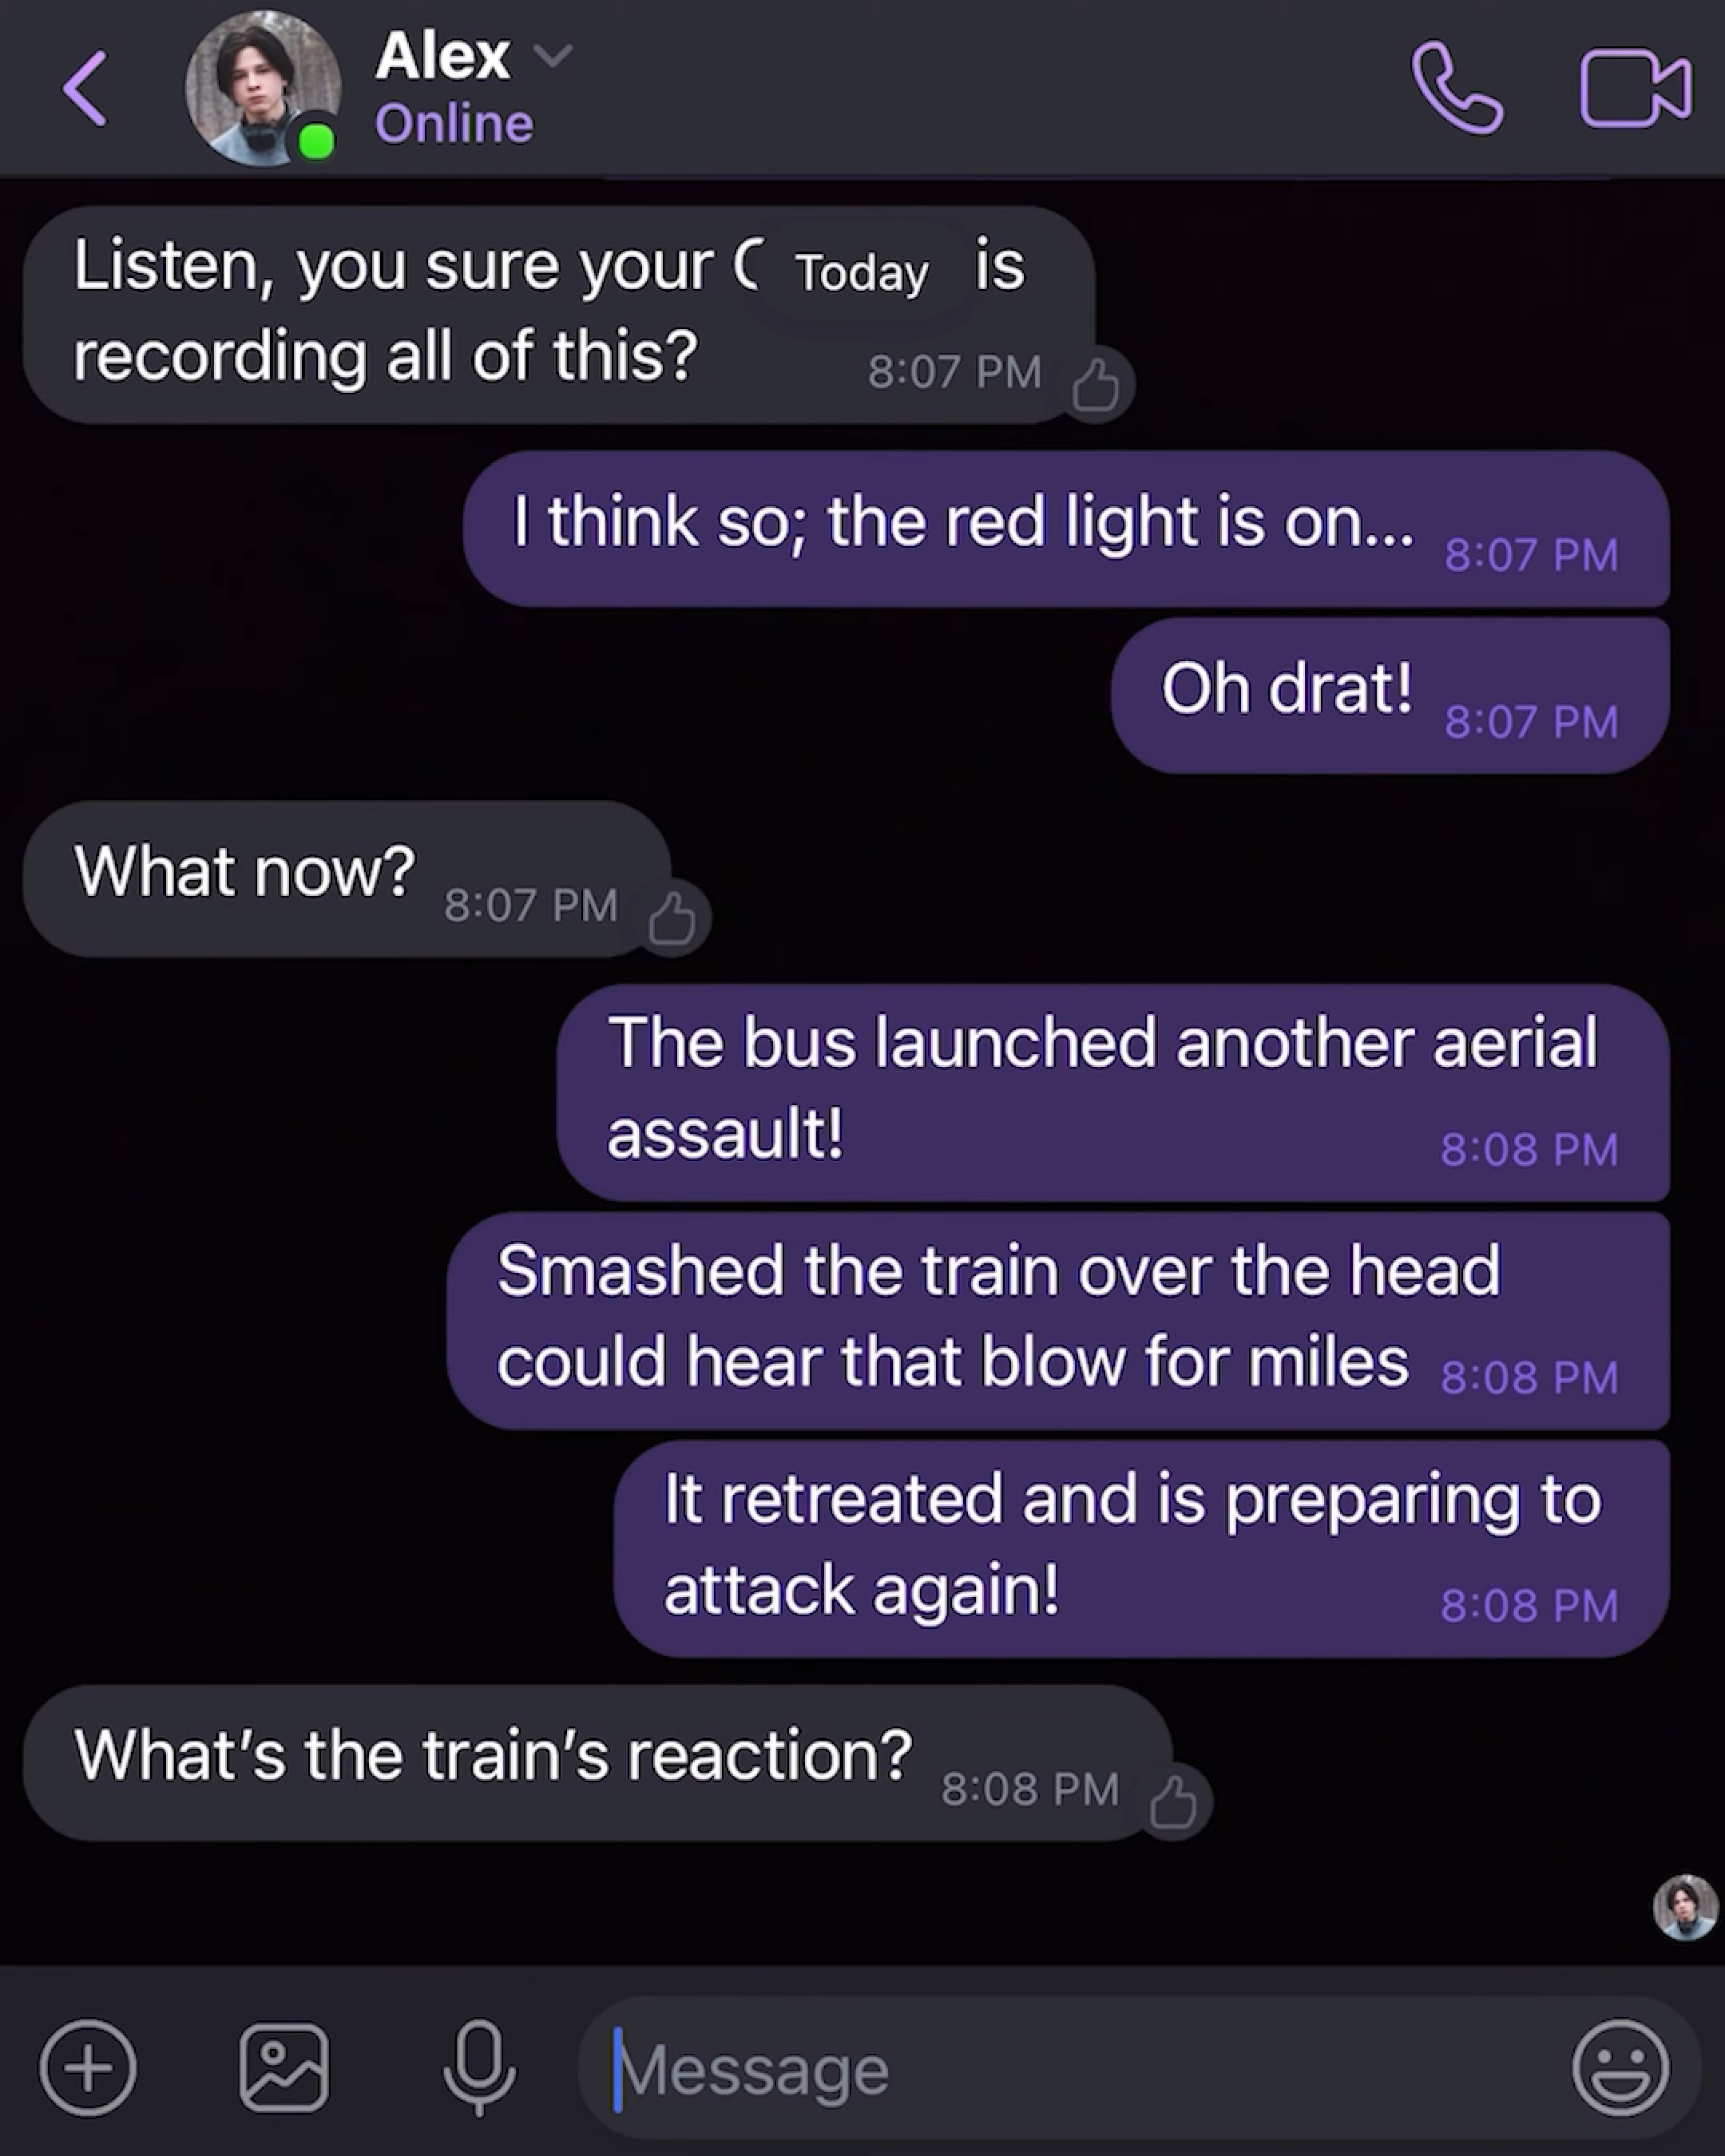 Alex
Online
Listen, you sure your
Today
is
recording all of this?
8:07 PM
I think so; the red light is on...
8:07 PM
Oh drat!
8:07 PM
What now?
8:07 PM
The bus launched another aerial
assault!
8:08 PM
Smashed the train over the head
could hear that blow for miles
8:08 PM
It retreated and is preparing to
attack again!
8:08 PM
What’s the train’s reaction?
8:08 PM
Message